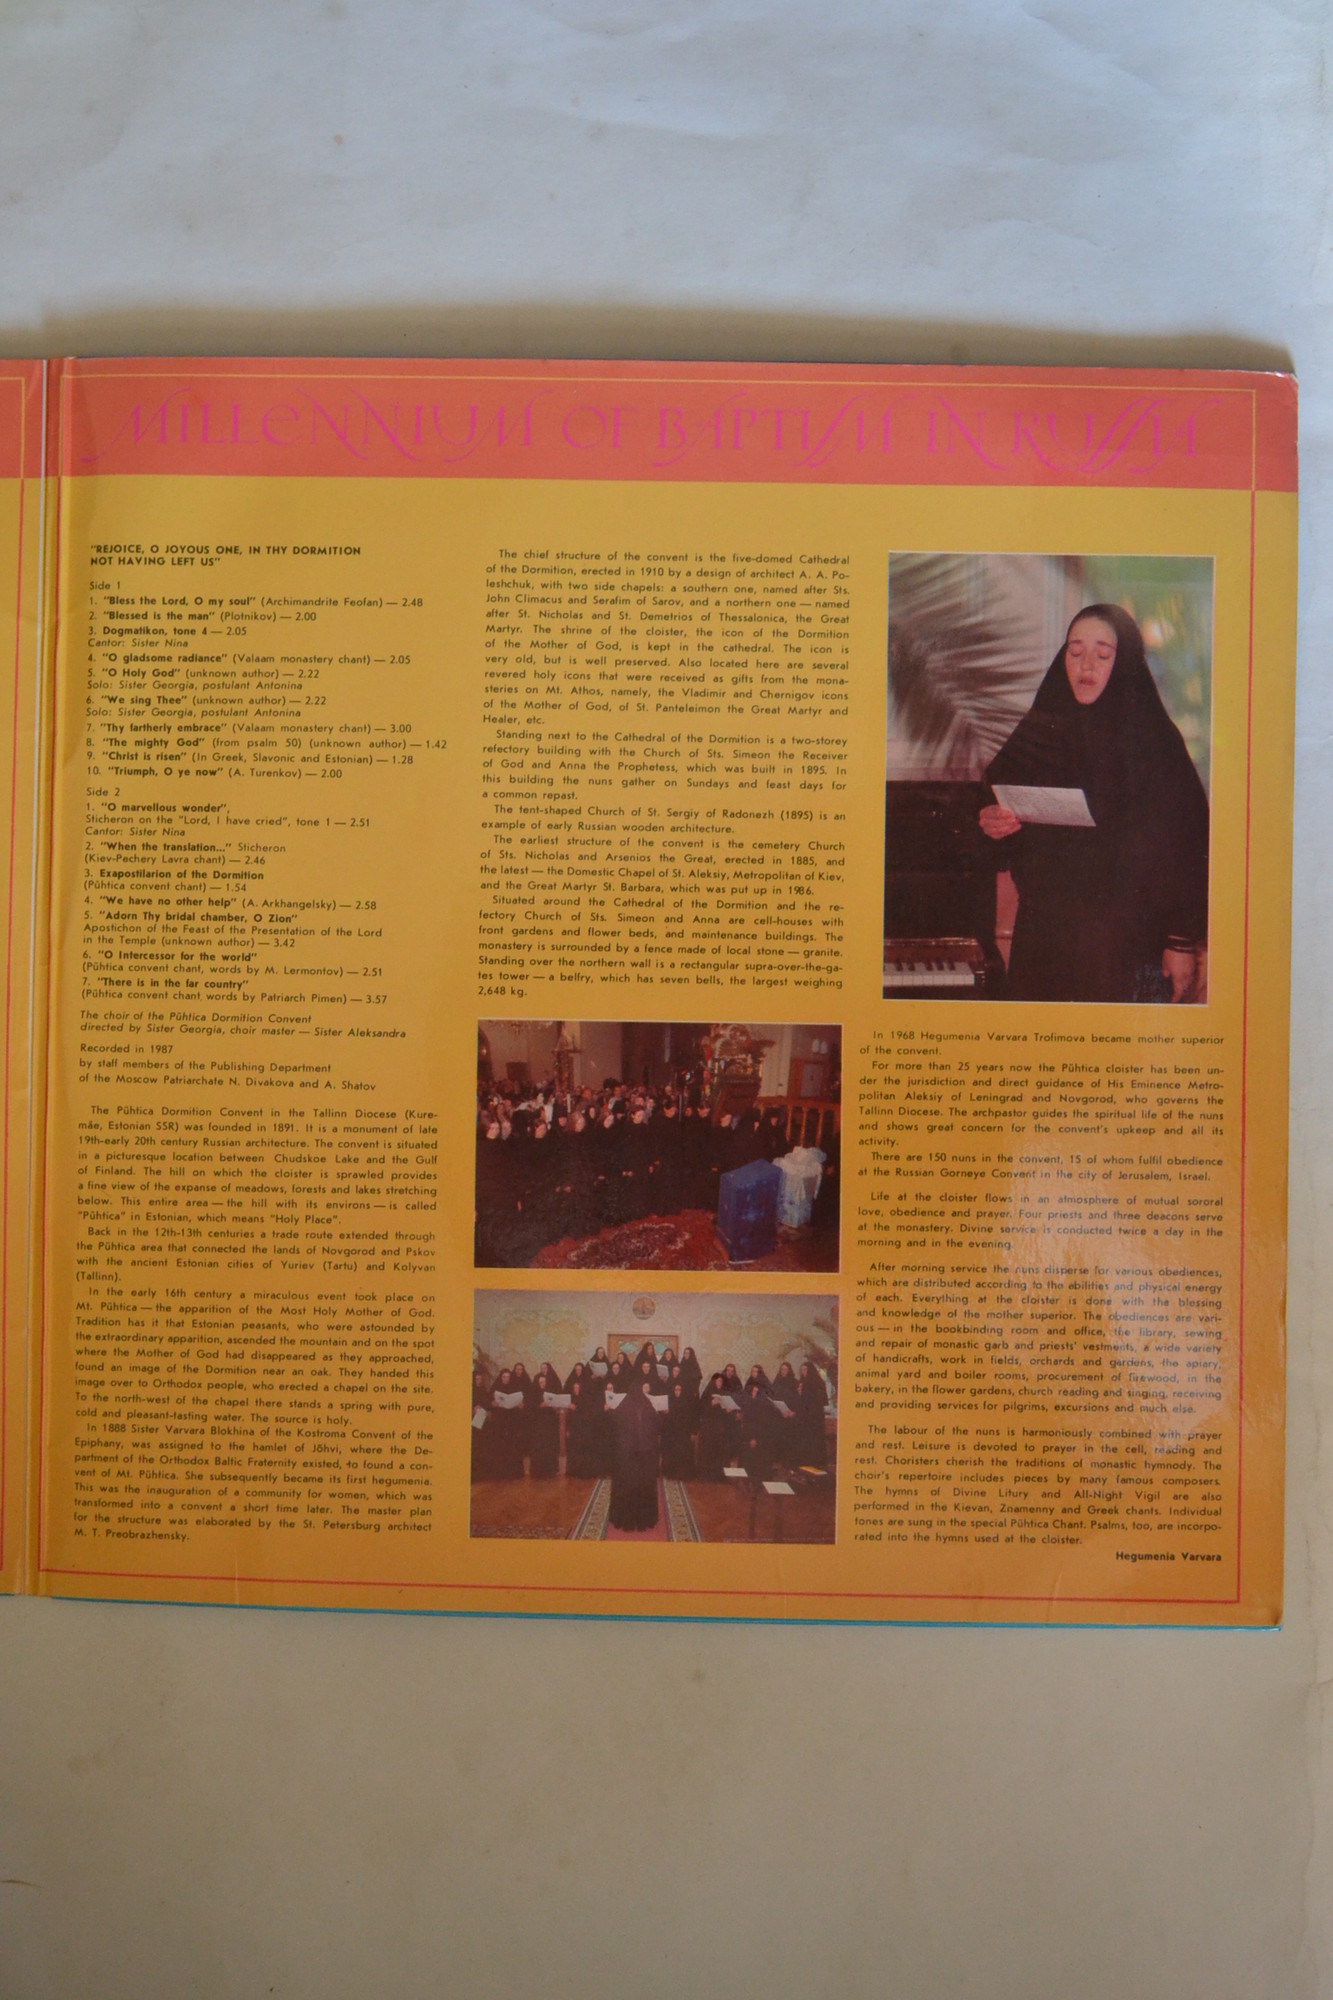 MILLENNIUM OF BAPTISM IN RUSSIA
"REJOICE, O JOYOUS ONE, IN THY DORMITION
NOT HAVING LEFT US"
Side 1
1. "Bless the Lord, O my soul" (Archimandrite Feofan) — 2.48
2. "Blessed is the man" (Plotnikov) — 2.00
3. Dogmatikon, tone 4 — 2.05
Cantor: Sister Nina
4. "O gladsome radiance" (Valaam monastery chant) — 2.05
5. "O Holy God" (unknown author) — 2.22
Solo: Sister Georgia, postulant Antonina
6. "We sing Thee" (unknown author) — 2.22
Solo: Sister Georgia, postulant Antonina
7. "Thy fartherly embrace" (Valaam monastery chant) — 3.00
8. "The mighty God" (from psalm 50) (unknown author) — 1.42
9. "Christ is risen" (In Greek, Slavonic and Estonian) — 1.28
10. "Triumph, O ye now" (A. Turenkov) — 2.00
Side 2
1. "O marvellous wonder",
Sticheron on the "Lord, I have cried", tone 1 — 2.51
Cantor: Sister Nina
2. "When the translation..." Sticheron
(Kiev-Pechery Lavra chant) — 2.46
3. Exapostilarion of the Dormition
(Pühtica convent chant) — 1.54
4. "We have no other help" (A. Arkhangelsky) — 2.58
5. "Adorn Thy bridal chamber, O Zion"
Apostichon of the Feast of the Presentation of the Lord
in the Temple (unknown author) — 3.42
6. "O Intercessor for the world"
(Pühtica convent chant, words by M. Lermontov) — 2.51
7. "There is in the far country"
(Pühtica convent chant, words by Patriarch Pimen) — 3.57
The choir of the Pühtica Dormition Convent
directed by Sister Georgia, choir master — Sister Aleksandra
Recorded in 1987
by staff members of the Publishing Department
of the Moscow Patriarchate N. Divakova and A. Shatov
The Pühtica Dormition Convent in the Tallinn Diocese (Kure-
mäe, Estonian SSR) was founded in 1891. It is a monument of late
19th-early 20th century Russian architecture. The convent is situated
in a picturesque location between Chudskoe Lake and the Gulf
of Finland. The hill on which the cloister is sprawled provides
a fine view of the expanse of meadows, forests and lakes stretching
below. This entire area — the hill with its environs — is called
"Pühtica" in Estonian, which means "Holy Place".
Back in the 12th-13th centuries a trade route extended through
the Pühtica area that connected the lands of Novgorod and Pskov
with the ancient Estonian cities of Yuriev (Tartu) and Kolyvan
(Tallinn).
In the early 16th century a miraculous event took place on
Mt. Pühtica — the apparition of the Most Holy Mother of God.
Tradition has it that Estonian peasants, who were astounded by
the extraordinary apparition, ascended the mountain and on the spot
where the Mother of God had disappeared as they approached,
found an image of the Dormition near an oak. They handed this
image over to Orthodox people, who erected a chapel on the site.
To the north-west of the chapel there stands a spring with pure,
cold and pleasant-tasting water. The source is holy.
In 1888 Sister Varvara Blokhina of the Kostroma Convent of the
Epiphany, was assigned to the hamlet of Jõhvi, where the De-
partment of the Orthodox Baltic Fraternity existed, to found a con-
vent of Mt. Pühtica. She subsequently became its first hegumenia.
This was the inauguration of a community for women, which was
transformed into a convent a short time later. The master plan
for the structure was elaborated by the St. Petersburg architect
M. T. Preobrazhensky.
The chief structure of the convent is the five-domed Cathedral
of the Dormition, erected in 1910 by a design of architect A. A. Po-
leshchuk, with two side chapels: a southern one, named after Sts.
John Climacus and Serafim of Sarov, and a northern one — named
after St. Nicholas and St. Demetrios of Thessalonica, the Great
Martyr. The shrine of the cloister, the icon of the Dormition
of the Mother of God, is kept in the cathedral. The icon is
very old, but is well preserved. Also located here are several
revered holy icons that were received as gifts from the mona-
steries on Mt. Athos, namely, the Vladimir and Chernigov icons
of the Mother of God, of St. Panteleimon the Great Martyr and
Healer, etc.
Standing next to the Cathedral of the Dormition is a two-storey
refectory building with the Church of Sts. Simeon the Receiver
of God and Anna the Prophetess, which was built in 1895. In
this building the nuns gather on Sundays and feast days for
a common repast.
The tent-shaped Church of St. Sergiy of Radonezh (1895) is an
example of early Russian wooden architecture.
The earliest structure of the convent is the cemetery Church
of Sts. Nicholas and Arsenios the Great, erected in 1885, and
the latest — the Domestic Chapel of St. Aleksiy, Metropolitan of Kiev,
and the Great Martyr St. Barbara, which was put up in 1986.
Situated around the Cathedral of the Dormition and the re-
fectory Church of Sts. Simeon and Anna are cell-houses with
front gardens and flower beds, and maintenance buildings. The
monastery is surrounded by a fence made of local stone — granite.
Standing over the northern wall is a rectangular supra-over-the-ga-
tes tower — a belfry, which has seven bells, the largest weighing
2,648 kg.
In 1968 Hegumenia Varvara Trofimova became mother superior
of the convent.
For more than 25 years now the Pühtica cloister has been un-
der the jurisdiction and direct guidance of His Eminence Metro-
politan Aleksiy of Leningrad and Novgorod, who governs the
Tallinn Diocese. The archpastor guides the spiritual life of the nuns
and shows great concern for the convent's upkeep and all its
activity.
There are 150 nuns in the convent, 15 of whom fulfil obedience
at the Russian Gorneye Convent in the city of Jerusalem, Israel.
Life at the cloister flows in an atmosphere of mutual sororal
love, obedience and prayer. Four priests and three deacons serve
at the monastery. Divine service is conducted twice a day in the
morning and in the evening.
After morning service the nuns disperse for various obediences,
which are distributed according to the abilities and physical energy
of each. Everything at the cloister is done with the blessing
and knowledge of the mother superior. The obediences are vari-
ous — in the bookbinding room and office, the library, sewing
and repair of monastic garb and priests' vestments, a wide variety
of handicrafts, work in fields, orchards and gardens, the apiary,
animal yard and boiler rooms, procurement of firewood, in the
bakery, in the flower gardens, church reading and singing, receiving
and providing services for pilgrims, excursions and much else.
The labour of the nuns is harmoniously combined with prayer
and rest. Leisure is devoted to prayer in the cell, reading and
rest. Choristers cherish the traditions of monastic hymnody. The
choir's repertoire includes pieces by many famous composers.
The hymns of Divine Litury and All-Night Vigil are also
performed in the Kievan, Znamenny and Greek chants. Individual
tones are sung in the special Pühtica Chant. Psalms, too, are incorpo-
rated into the hymns used at the cloister.
Hegumenia Varvara